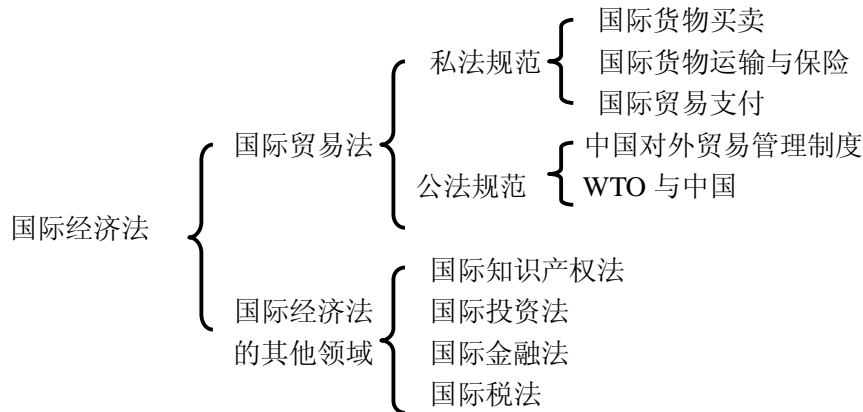 国际货物买卖
私法规范
国际货物运输与保险
国际贸易支付
国际贸易法
中国对外贸易管理制度
公法规范
WTO 与中国
国际经济法
国际知识产权法
国际经济法
的其他领域
国际投资法
国际金融法
国际税法